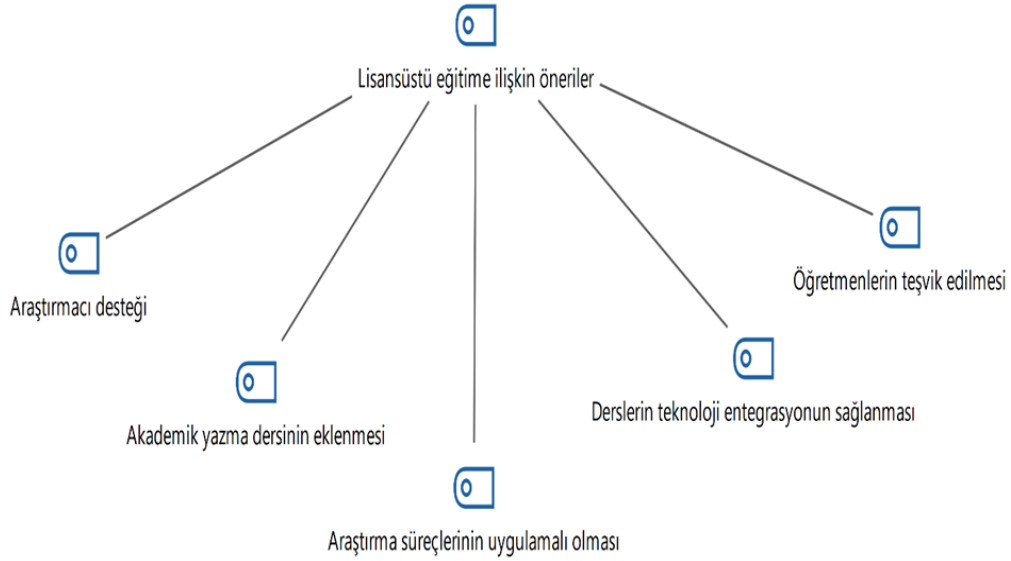 Lisansüstü eğitime ilişkin öneriler
Araştırmacı desteği
Akademik yazma dersinin eklenmesi
Araştırma süreçlerinin uygulamalı olması
Derslerin teknoloji entegrasyonun sağlanması
Öğretmenlerin teşvik edilmesi